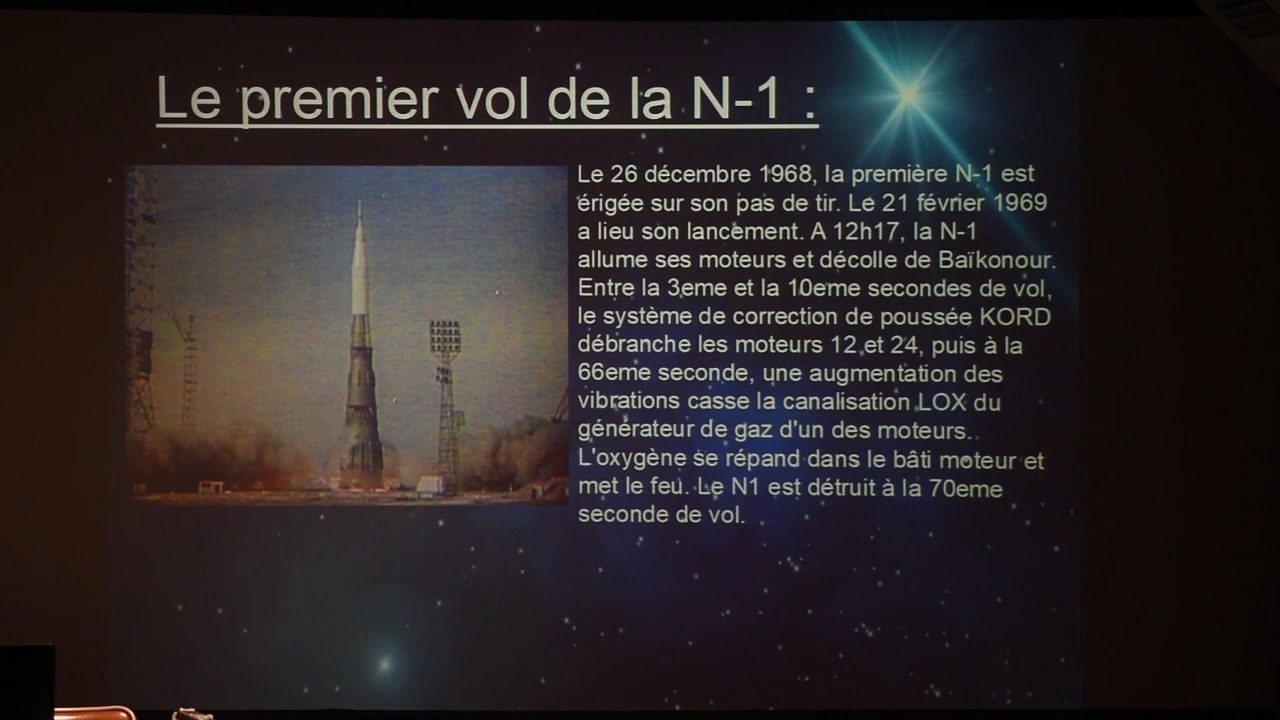 Le premier vol de la N-1 :
Le 26 décembre 1968, la première N-1 est
érigée sur son pas de tir. Le 21 février 1969
a lieu son lancement. A 12h17, la N-1
allume ses moteurs et décolle de Baïkonour.
Entre la 3eme et la 10eme secondes de vol,
le système de correction de poussée KORD
débranche les moteurs 12 et 24, puis à la
66eme seconde, une augmentation des
vibrations casse la canalisation LOX du
générateur de gaz d'un des moteurs.
L'oxygène se répand dans le bâti moteur et
met le feu. Le N1 est détruit à la 70eme
seconde de vol.